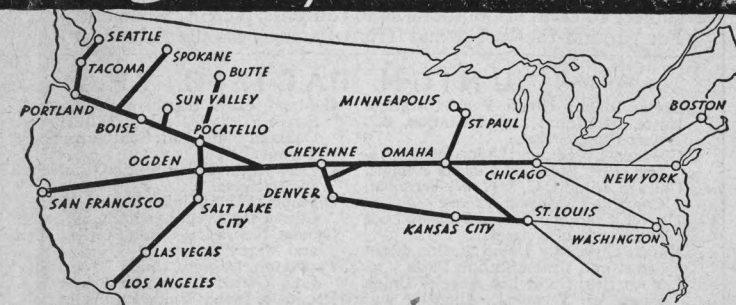 SEATTLE
SPOKANE
TACOMA
BUTTE
SUN VALLEY
PORTLAND
BOISE
POCATELLO
MINNEAPOLIS
ST. PAUL
BOSTON
OGDEN
CHEYENNE
OMAHA
CHICAGO
NEW YORK
SAN FRANCISCO
SALT LAKE
CITY
DENVER
KANSAS CITY
ST. LOUIS
WASHINGTON
LAS VEGAS
LOS ANGELES